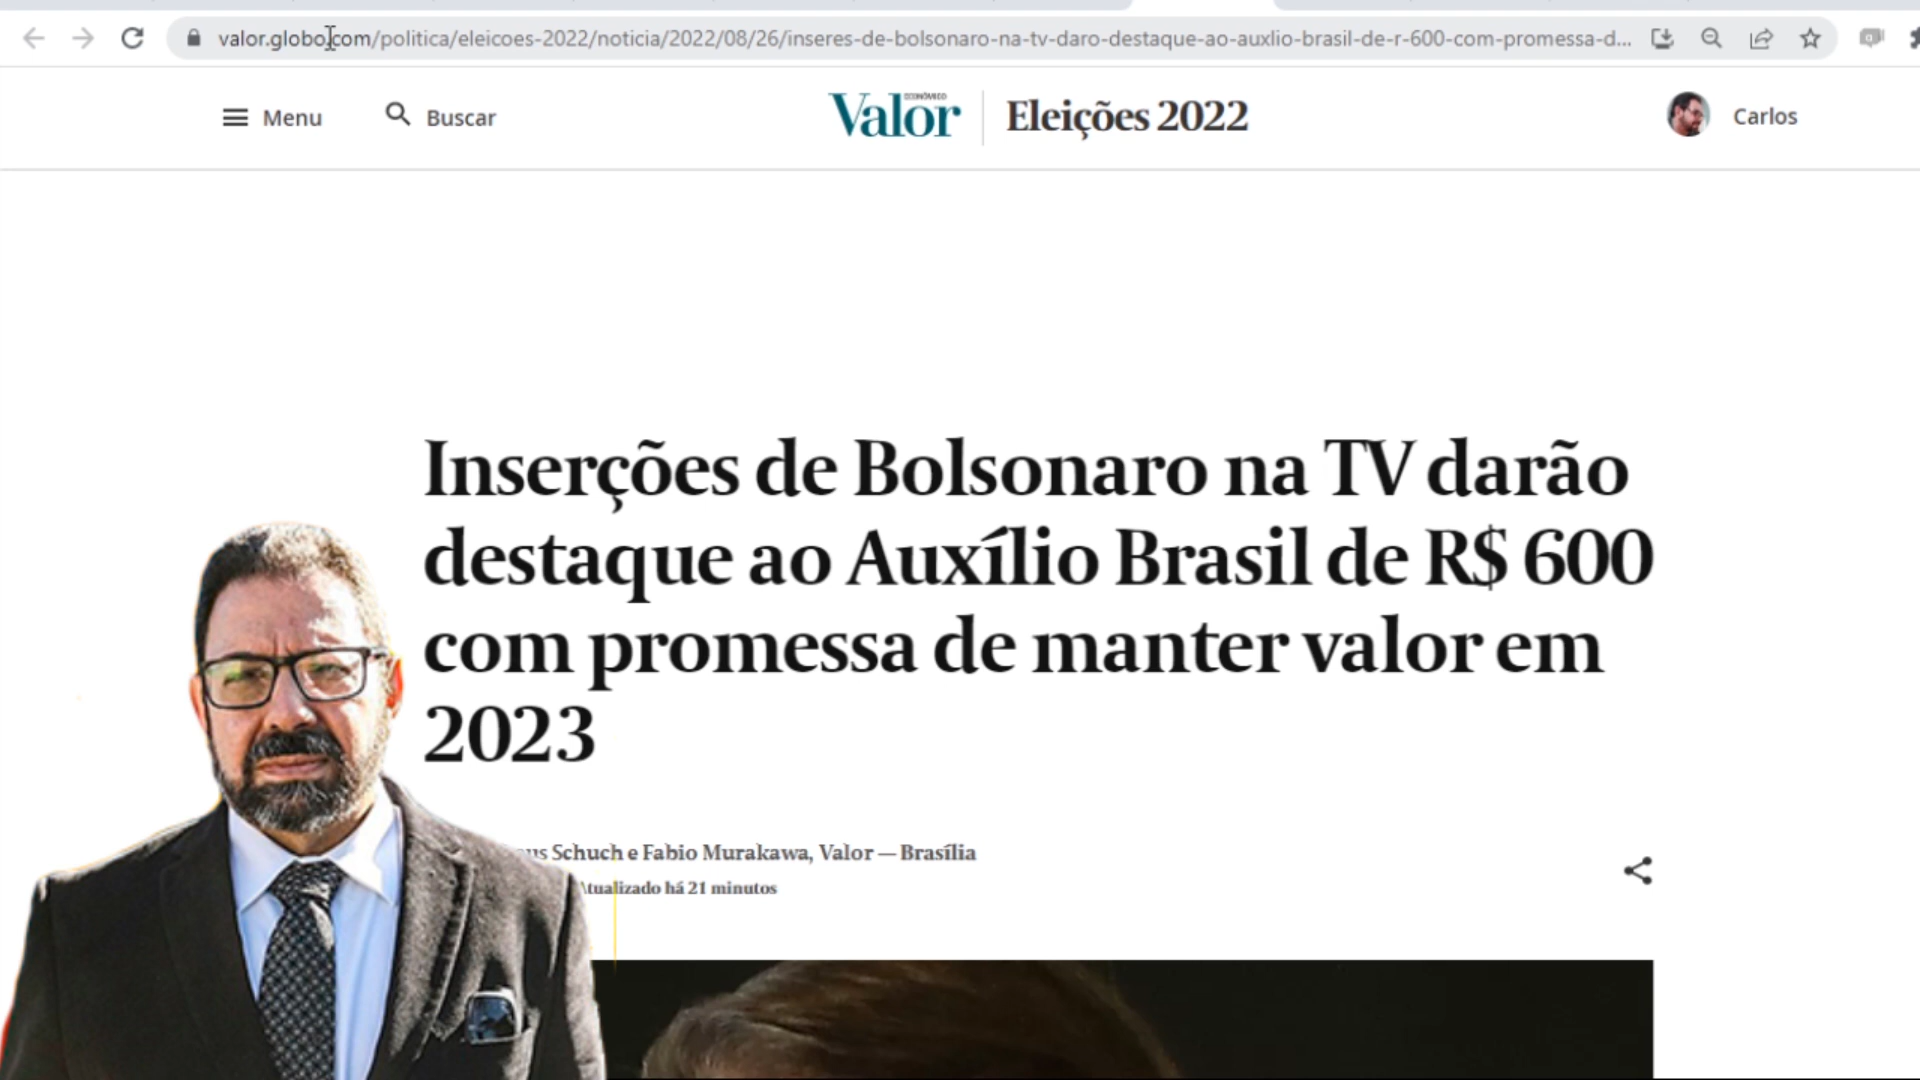 valor.globo.com/politica/eleicoes-2022/noticia/2022/08/26/inseres-de-bolsonaro-na-tv-daro-destaque-ao-auxlio-brasil-de-r-600-com-promessa-d...
Menu
Buscar
Valor ECONÔMICO
Eleições 2022
Carlos
Inserções de Bolsonaro na TV darão
destaque ao Auxílio Brasil de R$ 600
com promessa de manter valor em
2023
Schuch e Fabio Murakawa, Valor — Brasília
Atualizado há 21 minutos